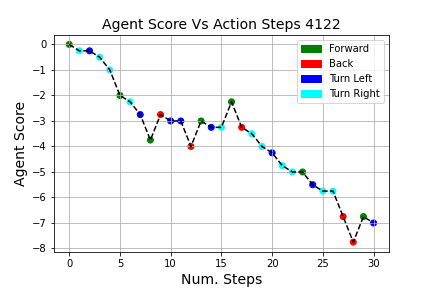 Agent Score Vs Action Steps 4122
Agent Score
0
−1
−2
−3
−4
−5
−6
−7
−8
Forward
Back
Turn Left
Turn Right
0 5 10 15 20 25 30
Num. Steps